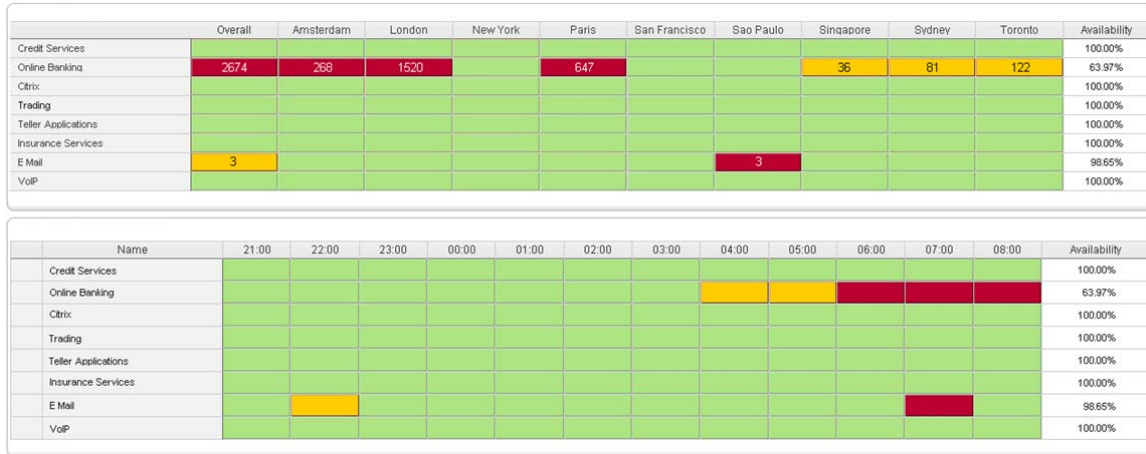 Overall Amsterdam London New York Paris San Francisco Sao Paulo Singapore Sydney Toronto Availability
Credit Services 100.00%
Online Banking 2674 268 1520 647 36 81 122 63.97%
Citrix 100.00%
Trading 100.00%
Teller Applications 100.00%
Insurance Services 100.00%
E Mail 3 3 98.65%
VoIP 100.00%
Name 21:00 22:00 23:00 00:00 01:00 02:00 03:00 04:00 05:00 06:00 07:00 08:00 Availability
Credit Services 100.00%
Online Banking 63.97%
Citrix 100.00%
Trading 100.00%
Teller Applications 100.00%
Insurance Services 100.00%
E Mail 98.65%
VoIP 100.00%